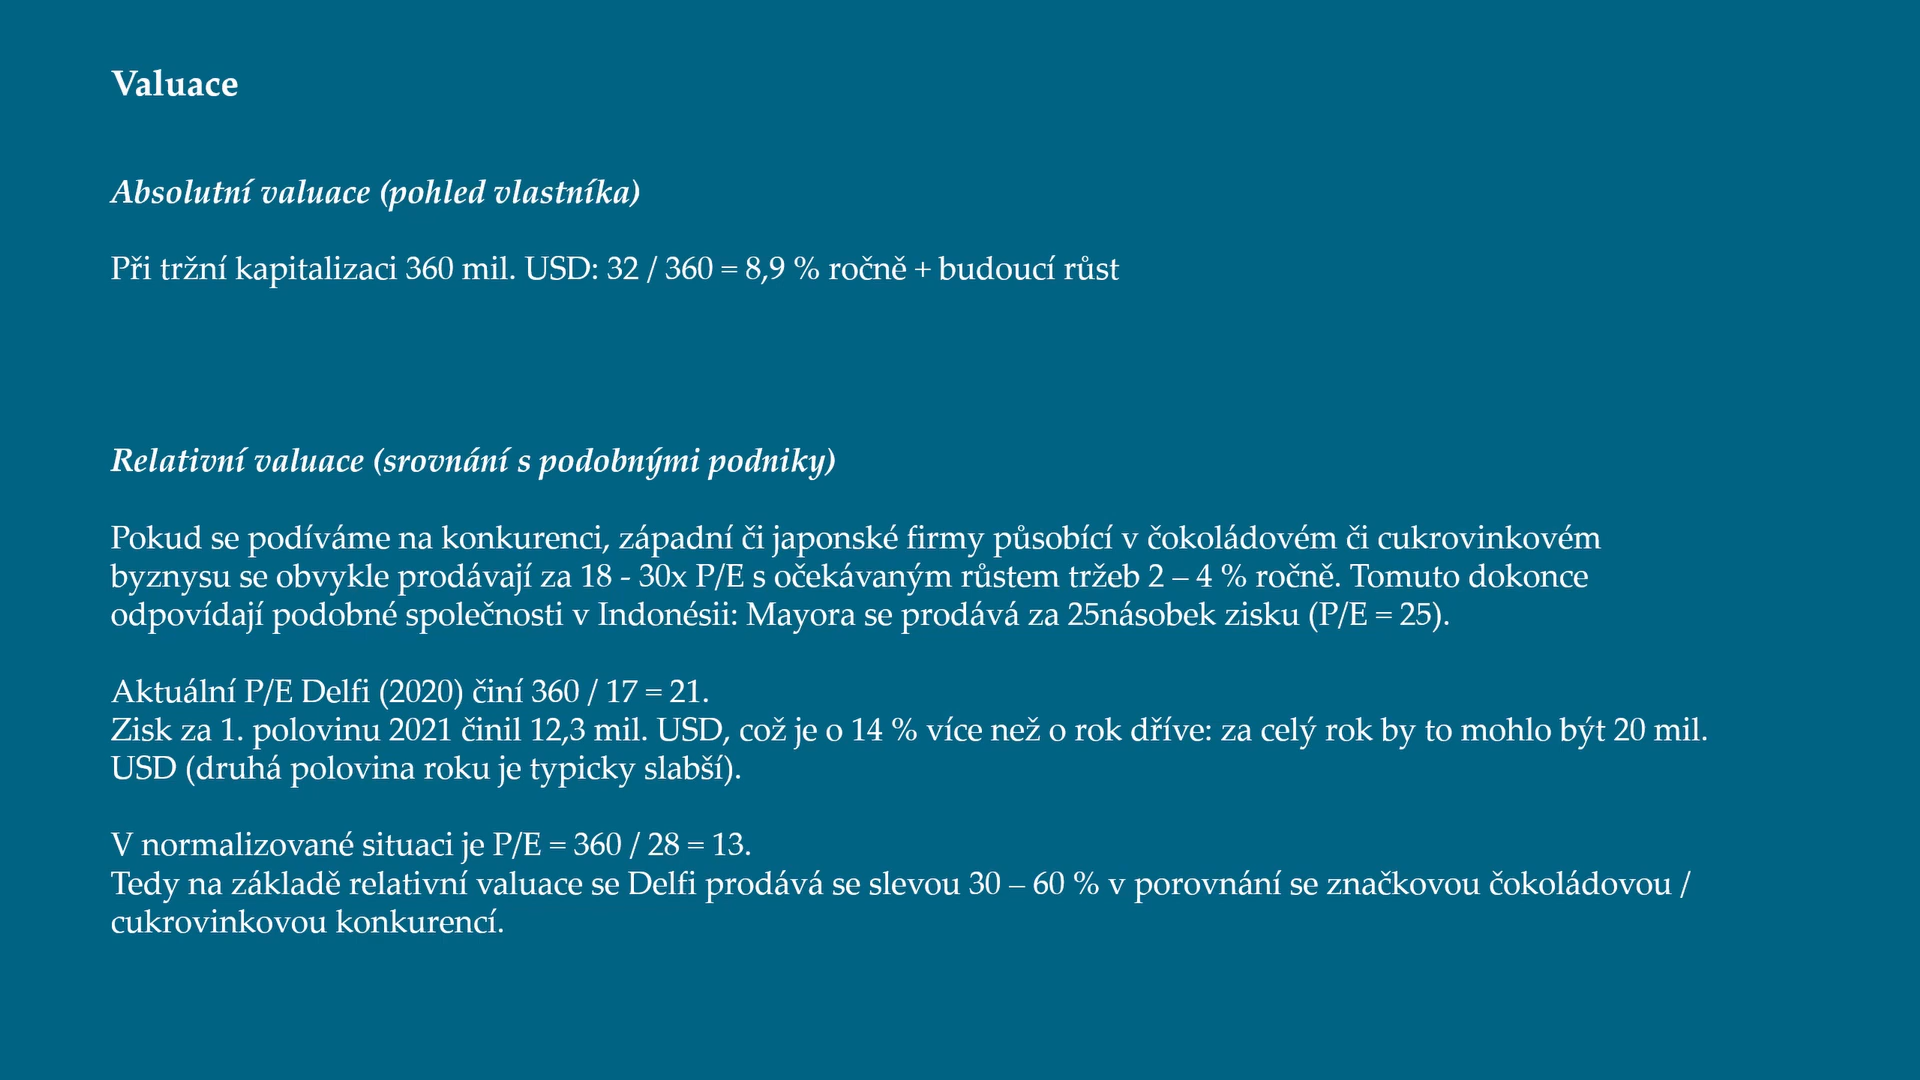 Valuace
Absolutní valuace (pohled vlastníka)
Při tržní kapitalizaci 360 mil. USD: 32 / 360 = 8,9 % ročně + budoucí růst
Relativní valuace (srovnání s podobnými podniky)
Pokud se podíváme na konkurenci, západní či japonské firmy působící v čokoládovém či cukrovinkovém
byznysu se obvykle prodávají za 18 - 30x P/E s očekávaným růstem tržeb 2 – 4 % ročně. Tomuto dokonce
odpovídají podobné společnosti v Indonésii: Mayora se prodává za 25násobek zisku (P/E = 25).
Aktuální P/E Delfi (2020) činí 360 / 17 = 21.
Zisk za 1. polovinu 2021 činil 12,3 mil. USD, což je o 14 % více než o rok dříve: za celý rok by to mohlo být 20 mil.
USD (druhá polovina roku je typicky slabší).
V normalizované situaci je P/E = 360 / 28 = 13.
Tedy na základě relativní valuace se Delfi prodává se slevou 30 – 60 % v porovnání se značkovou čokoládovou /
cukrovinkovou konkurencí.